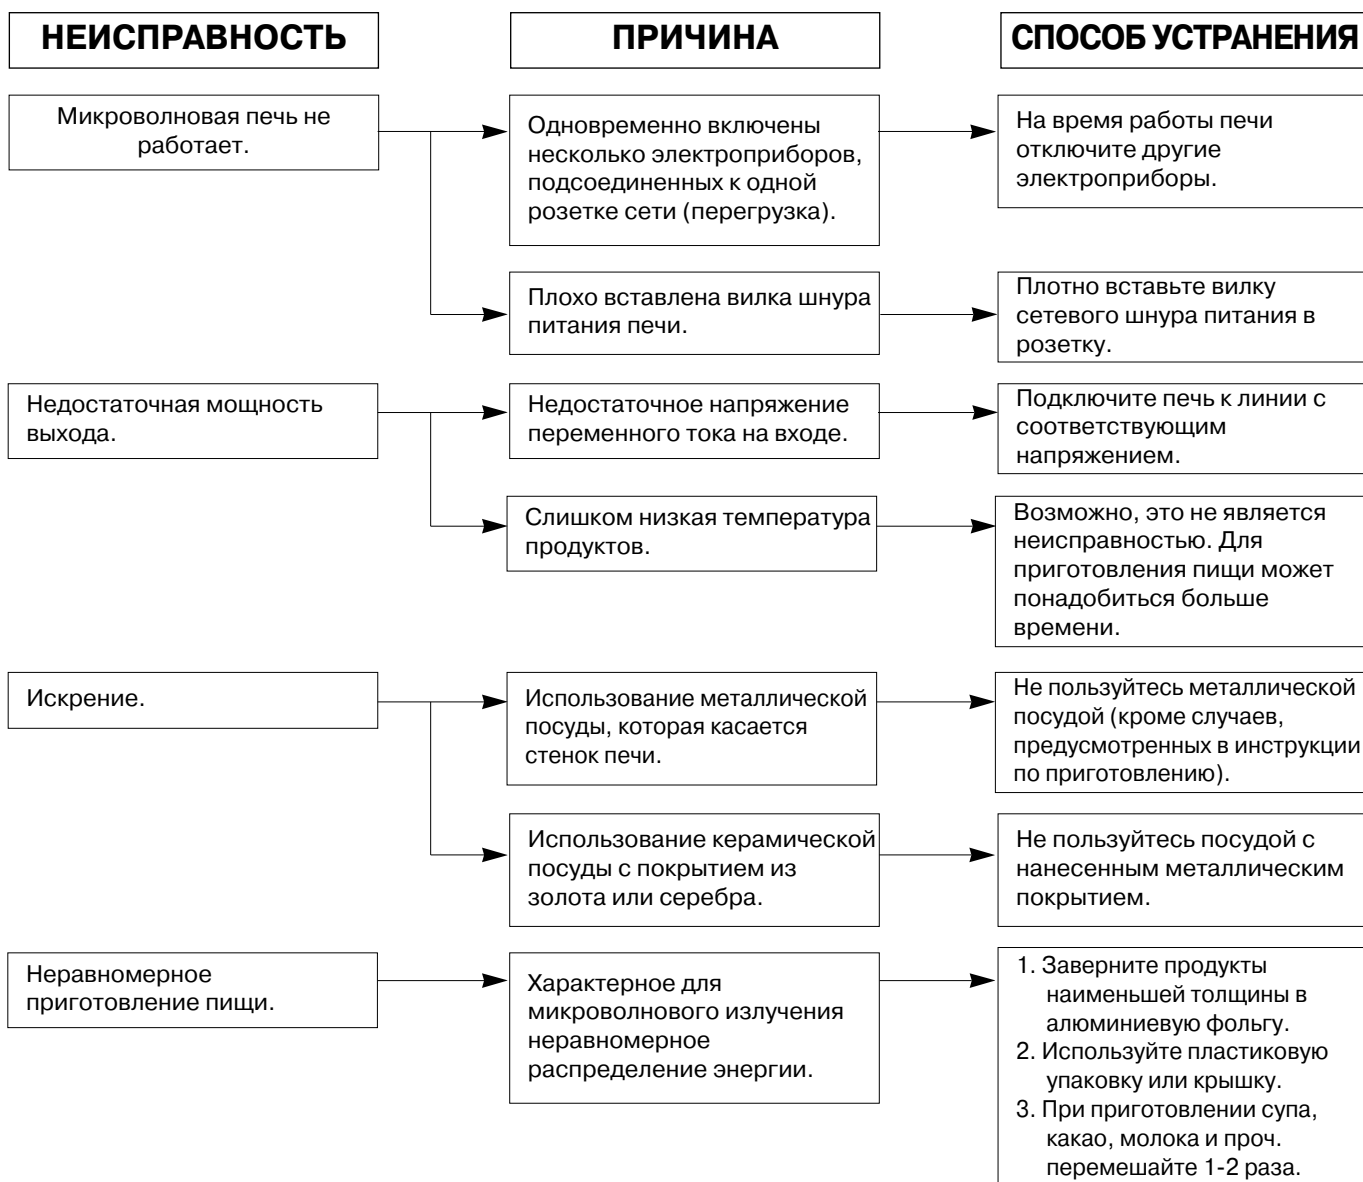 НЕИСПРАВНОСТЬ
ПРИЧИНА
СПОСОБ УСТРАНЕНИЯ
Микроволновая печь не
работает.
Одновременно включены
несколько электроприборов,
подсоединенных к одной
розетке сети (перегрузка).
На время работы печи
отключите другие
электроприборы.
Плохо вставлена вилка шнура
питания печи.
Плотно вставьте вилку
сетевого шнура питания в
розетку.
Недостаточная мощность
выхода.
Недостаточное напряжение
переменного тока на входе.
Подключите печь к линии с
соответствующим
напряжением.
Слишком низкая температура
продуктов.
Возможно, это не является
неисправностью. Для
приготовления пищи может
понадобиться больше
времени.
Искрение.
Использование металлической
посуды, которая касается
стенок печи.
Не пользуйтесь металлической
посудой (кроме случаев,
предусмотренных в инструкции
по приготовлению).
Использование керамической
посуды с покрытием из
золота или серебра.
Не пользуйтесь посудой с
нанесенным металлическим
покрытием.
Неравномерное
приготовление пищи.
Характерное для
микроволнового излучения
неравномерное
распределение энергии.
1. Заверните продукты
наименьшей толщины в
алюминиевую фольгу.
2. Используйте пластиковую
упаковку или крышку.
3. При приготовлении супа,
какао, молока и проч.
перемешайте 1-2 раза.